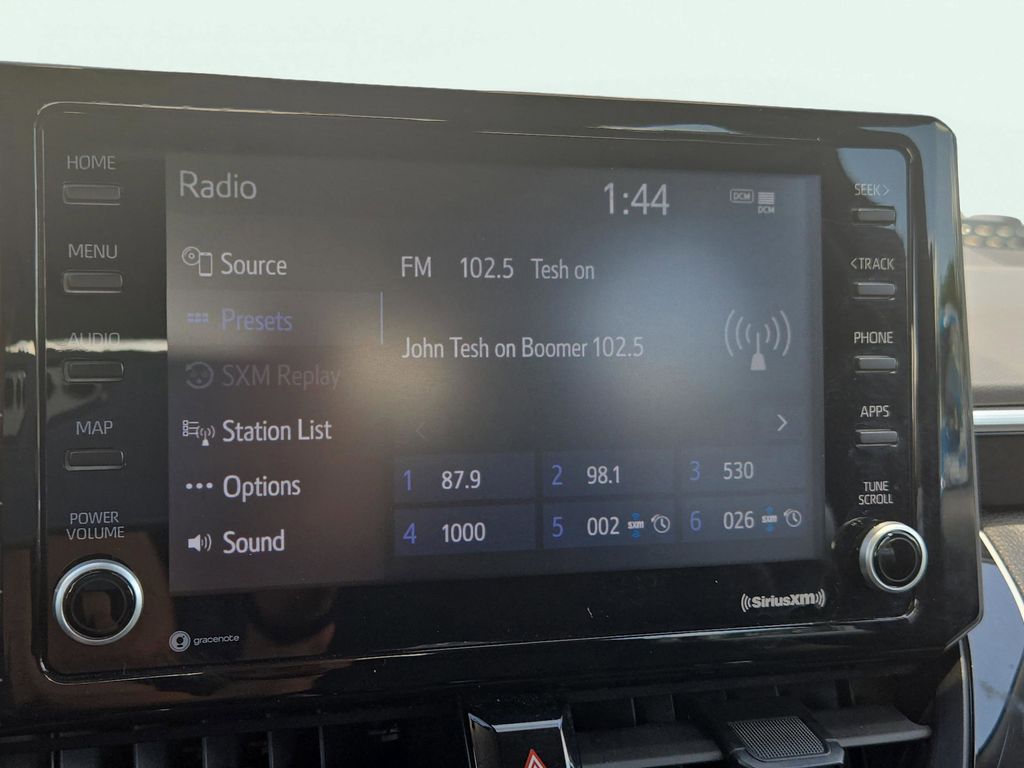 HOME
MENU
AUDIO
MAP
POWER
VOLUME
Radio
1:44
DCM
DCM
Source
Presets
SXM Replay
Station List
Options
Sound
FM 102.5 Tesh on
John Tesh on Boomer 102.5
< >
1 87.9
2 98.1
3 530
4 1000
5 002 sxm
6 026 sxm
SEEK>
<TRACK
PHONE
APPS
TUNE
SCROLL
gracenote
((SiriusXM))